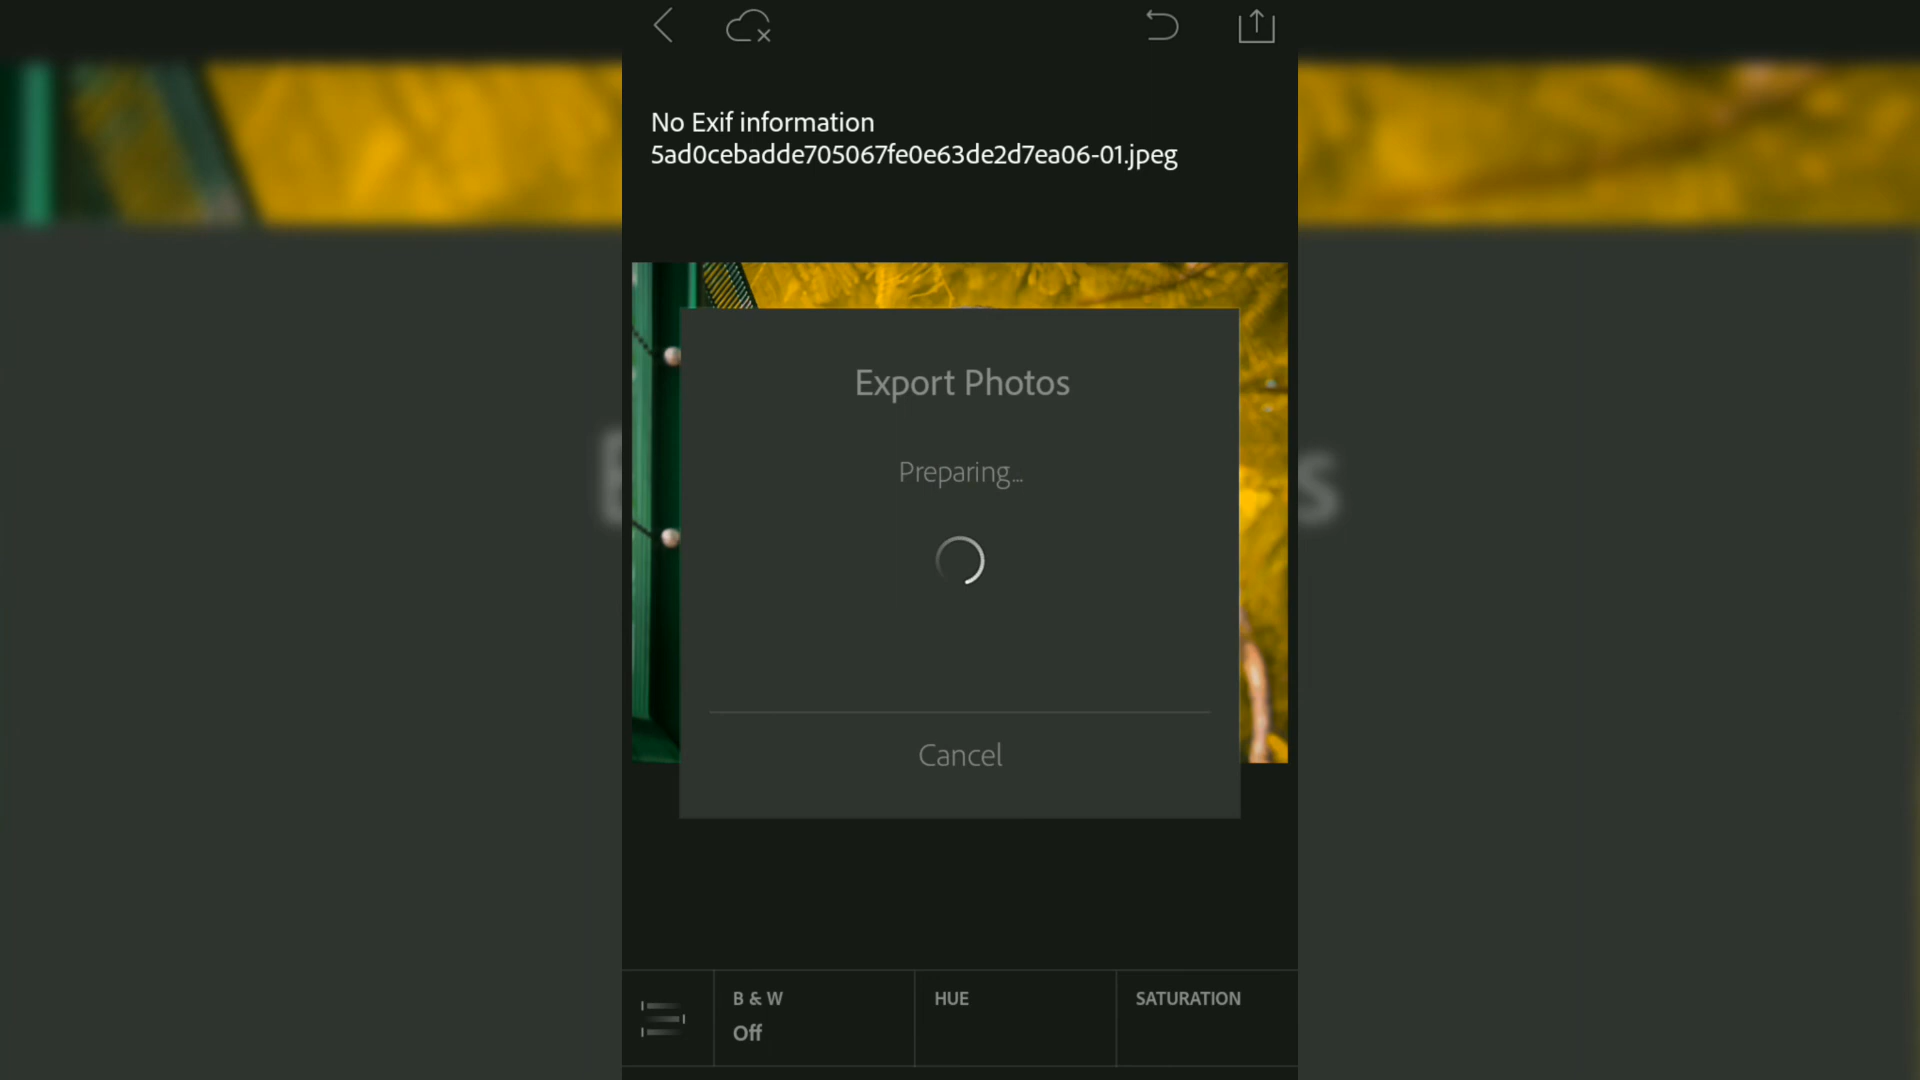 No Exif information
5ad0cebadde705067fe0e63de2d7ea06-01.jpeg
Export Photos
Preparing...
Cancel
B & W
Off
HUE
SATURATION